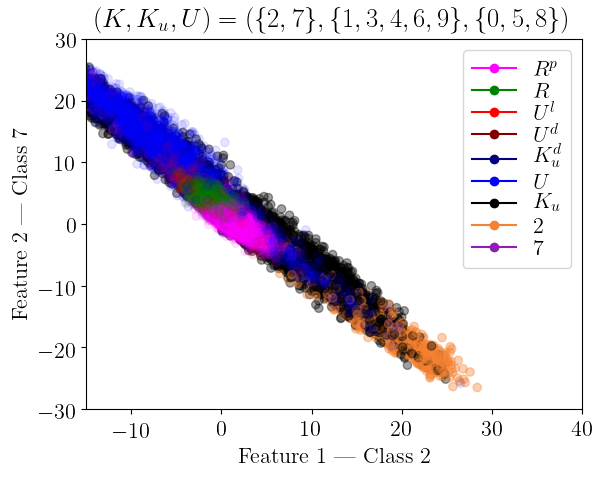 (K, K_u, U) = ({2, 7}, {1, 3, 4, 6, 9}, {0, 5, 8})
30
20
10
0
−10
−20
−30
Feature 2 — Class 7
−10
0
10
20
30
40
Feature 1 — Class 2
R^p
R
U^l
U^d
K_u^d
U
K_u
2
7